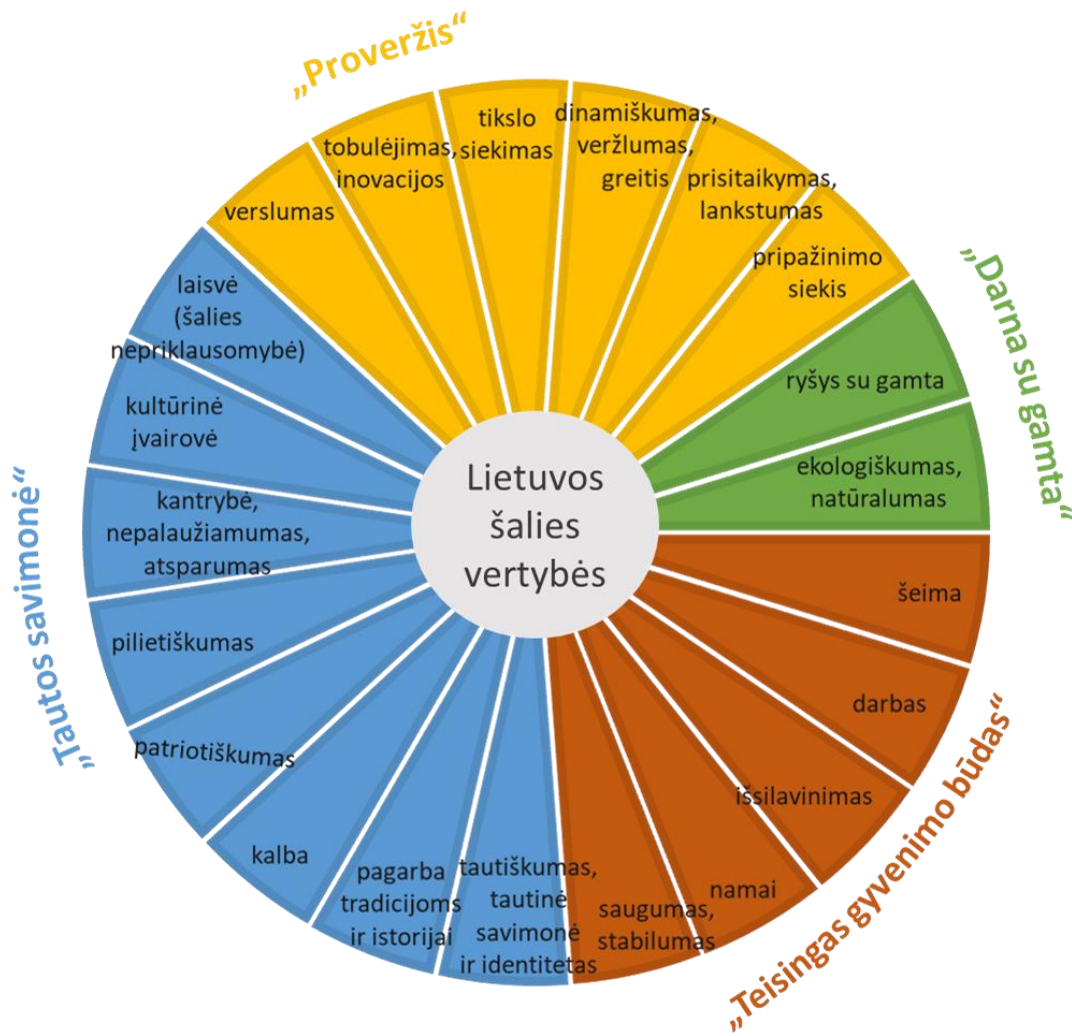 „Proveržis“
verslumas
tobulėjimas,
inovacijos
tikslo
siekimas
dinamiškumas,
veržlumas,
greitis
prisitaikymas,
lankstumas
pripažinimo
siekis
„Darna su gamta“
ryšys su gamta
ekologiškumas,
natūralumas
„Teisingas gyvenimo būdas“
šeima
darbas
išsilavinimas
namai
saugumas,
stabilumas
„Tautos savimonė“
tautiškumas,
tautinė
savimonė
ir identitetas
pagarba
tradicijoms
ir istorijai
kalba
patriotiškumas
pilietiškumas
kantrybė,
nepalaužiamumas,
atsparumas
kultūrinė
įvairovė
laisvė
(šalies
nepriklausomybė)
Lietuvos
šalies
vertybės